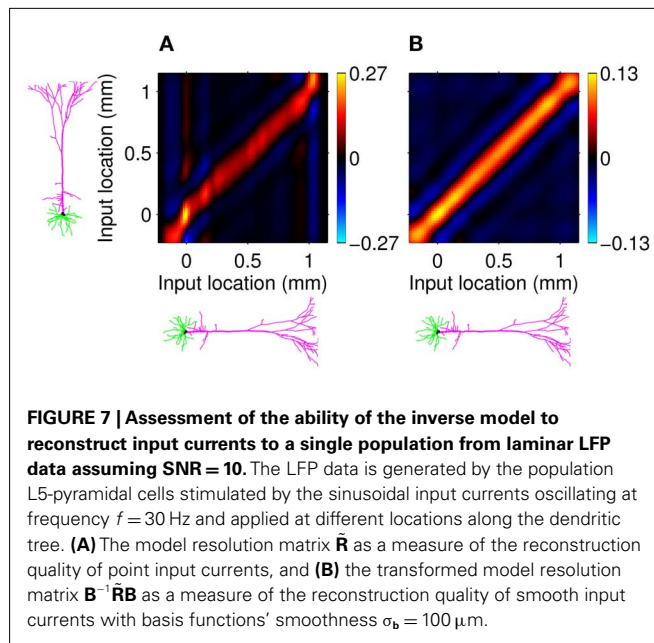 A
B
0.27
0.13
1
0.5
0
Input location (mm)
0
0
−0.27
−0.13
0
0.5
1
0
0.5
1
Input location (mm)
Input location (mm)
FIGURE 7 | Assessment of the ability of the inverse model to
reconstruct input currents to a single population from laminar LFP
data assuming SNR = 10. The LFP data is generated by the population
L5-pyramidal cells stimulated by the sinusoidal input currents oscillating at
frequency f = 30 Hz and applied at different locations along the dendritic
tree. (A) The model resolution matrix R̃ as a measure of the reconstruction
quality of point input currents, and (B) the transformed model resolution
matrix B⁻¹R̃B as a measure of the reconstruction quality of smooth input
currents with basis functions' smoothness σb = 100 μm.